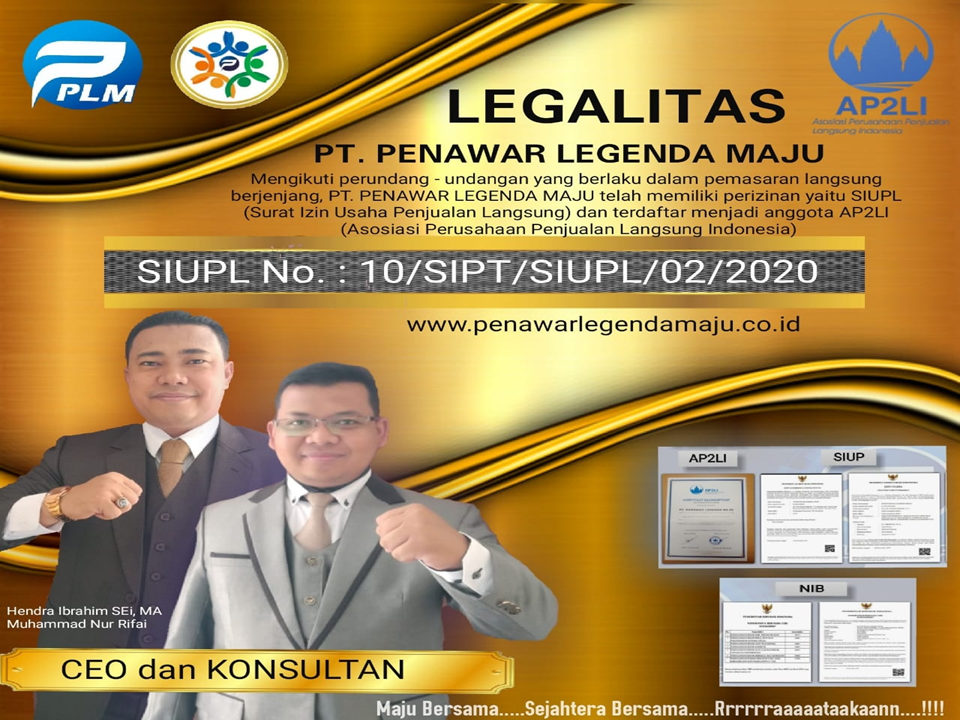 PLM
AP2LI
Asosiasi Perusahaan Penjualan
Langsung Indonesia
LEGALITAS
PT. PENAWAR LEGENDA MAJU
Mengikuti perundang - undangan yang berlaku dalam pemasaran langsung
berjenjang, PT. PENAWAR LEGENDA MAJU telah memiliki perizinan yaitu SIUPL
(Surat Izin Usaha Penjualan Langsung) dan terdaftar menjadi anggota AP2LI
(Asosiasi Perusahaan Penjualan Langsung Indonesia)
SIUPL No. : 10/SIPT/SIUPL/02/2020
www.penawarlegendamaju.co.id
AP2LI
SIUP
AP2LI
NIB
Hendra Ibrahim SEi, MA
Muhammad Nur Rifai
CEO dan KONSULTAN
Maju Bersama.....Sejahtera Bersama.....Rrrrrraaaaataakaann....!!!!